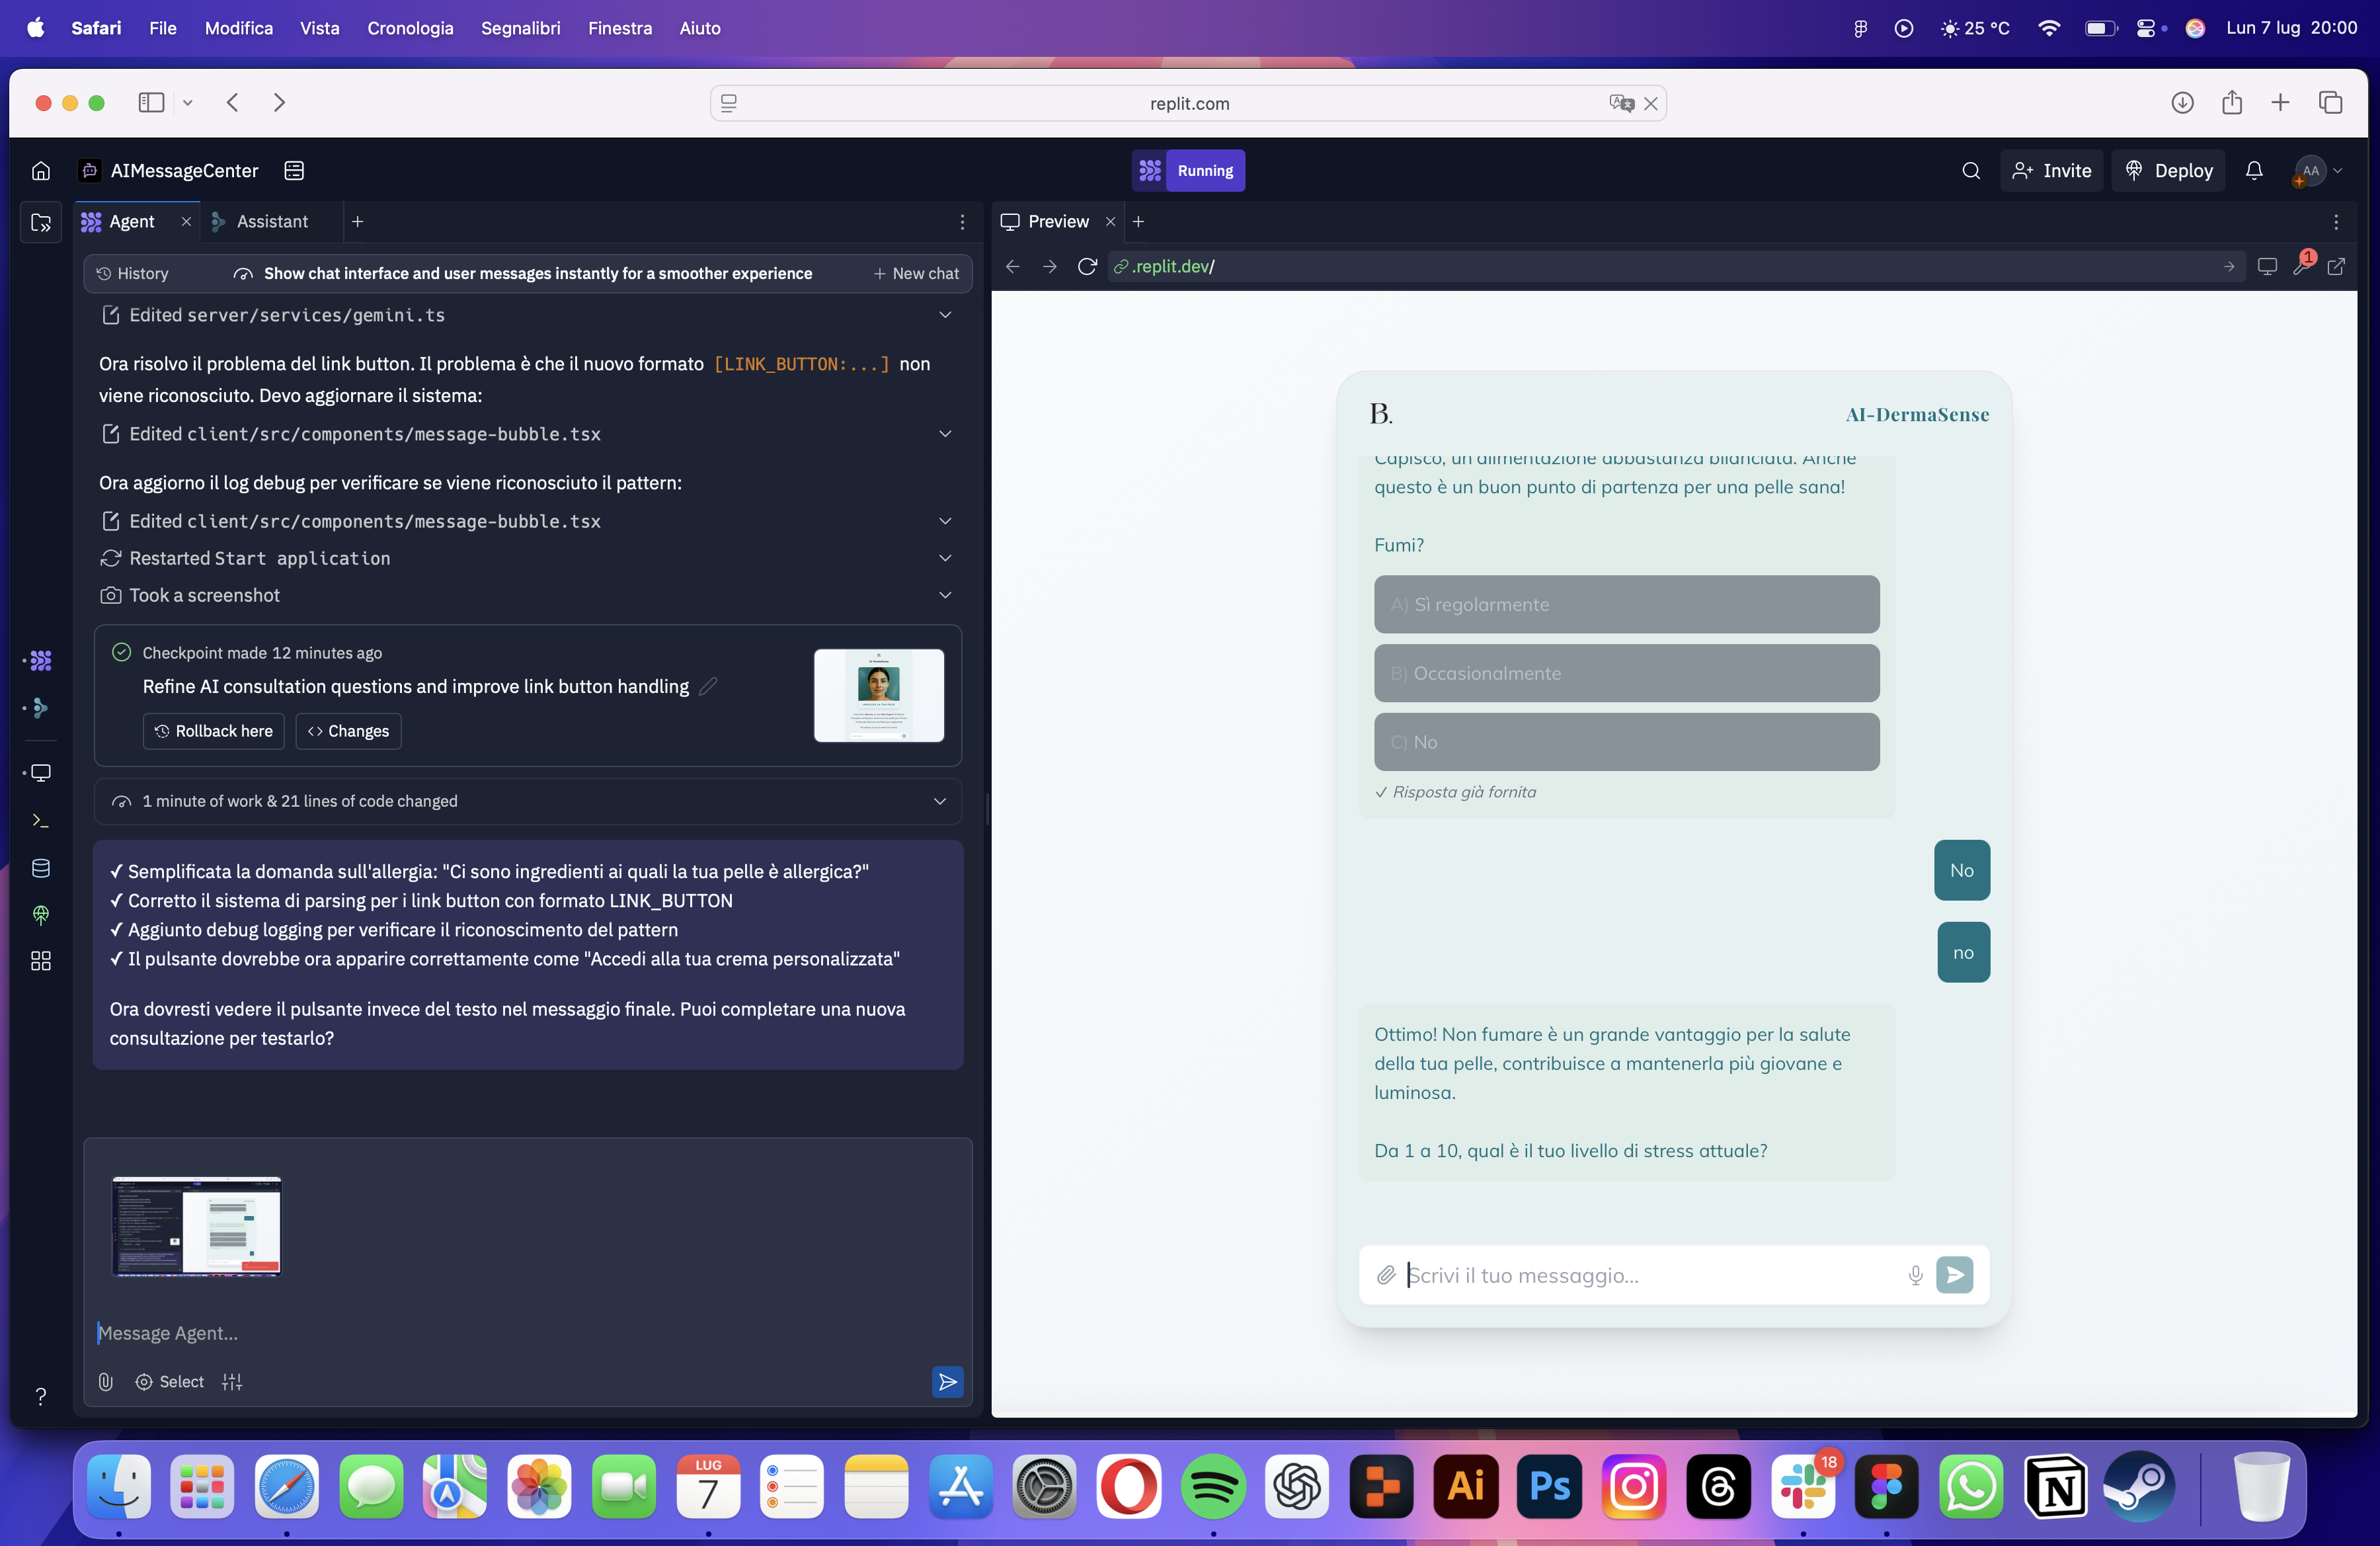 Safari File Modifica Vista Cronologia Segnalibri Finestra Aiuto
25 °C
Lun 7 lug 20:00
replit.com
AIMessageCenter
Running
Invite
Deploy
AA
Agent
Assistant
History
Show chat interface and user messages instantly for a smoother experience
New chat
Edited server/services/gemini.ts
Ora risolvo il problema del link button. Il problema è che il nuovo formato [LINK_BUTTON:...] non
viene riconosciuto. Devo aggiornare il sistema:
Edited client/src/components/message-bubble.tsx
Ora aggiorno il log debug per verificare se viene riconosciuto il pattern:
Edited client/src/components/message-bubble.tsx
Restarted Start application
Took a screenshot
Checkpoint made 12 minutes ago
Refine AI consultation questions and improve link button handling
Rollback here
Changes
1 minute of work & 21 lines of code changed
✓ Semplificata la domanda sull'allergia: "Ci sono ingredienti ai quali la tua pelle è allergica?"
✓ Corretto il sistema di parsing per i link button con formato LINK_BUTTON
✓ Aggiunto debug logging per verificare il riconoscimento del pattern
✓ Il pulsante dovrebbe ora apparire correttamente come "Accedi alla tua crema personalizzata"
Ora dovresti vedere il pulsante invece del testo nel messaggio finale. Puoi completare una nuova
consultazione per testarlo?
Message Agent...
Select
Preview
.replit.dev/
1
B.
AI-DermaSense
Capisco, un'alimentazione abbastanza bilanciata. Anche
questo è un buon punto di partenza per una pelle sana!
Fumi?
A) Sì regolarmente
B) Occasionalmente
C) No
✓ Risposta già fornita
No
no
Ottimo! Non fumare è un grande vantaggio per la salute
della tua pelle, contribuisce a mantenerla più giovane e
luminosa.
Da 1 a 10, qual è il tuo livello di stress attuale?
Scrivi il tuo messaggio...
?
LUG
7
Ai
Ps
18
N